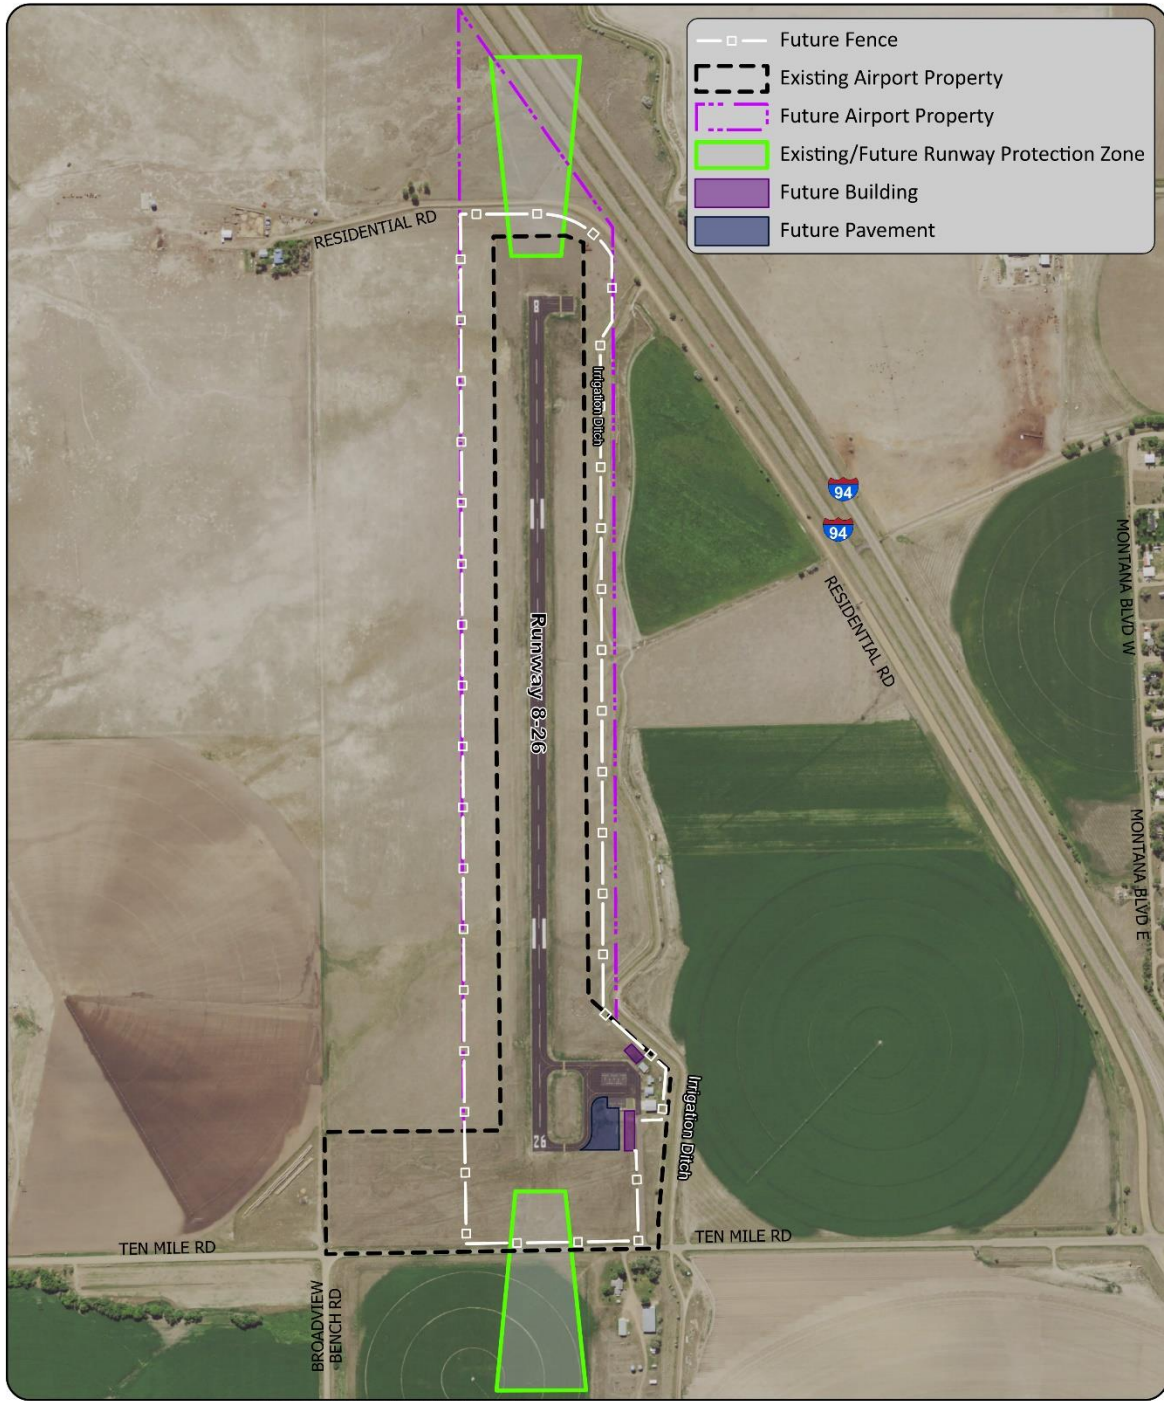 Future Fence
Existing Airport Property
Future Airport Property
Existing/Future Runway Protection Zone
Future Building
Future Pavement
RESIDENTIAL RD
8
Irrigation Ditch
94
94
MONTANA BLVD W
RESIDENTIAL RD
Runway 8-26
MONTANA BLVD E
26
Irrigation Ditch
TEN MILE RD
TEN MILE RD
BROADVIEW
BENCH RD